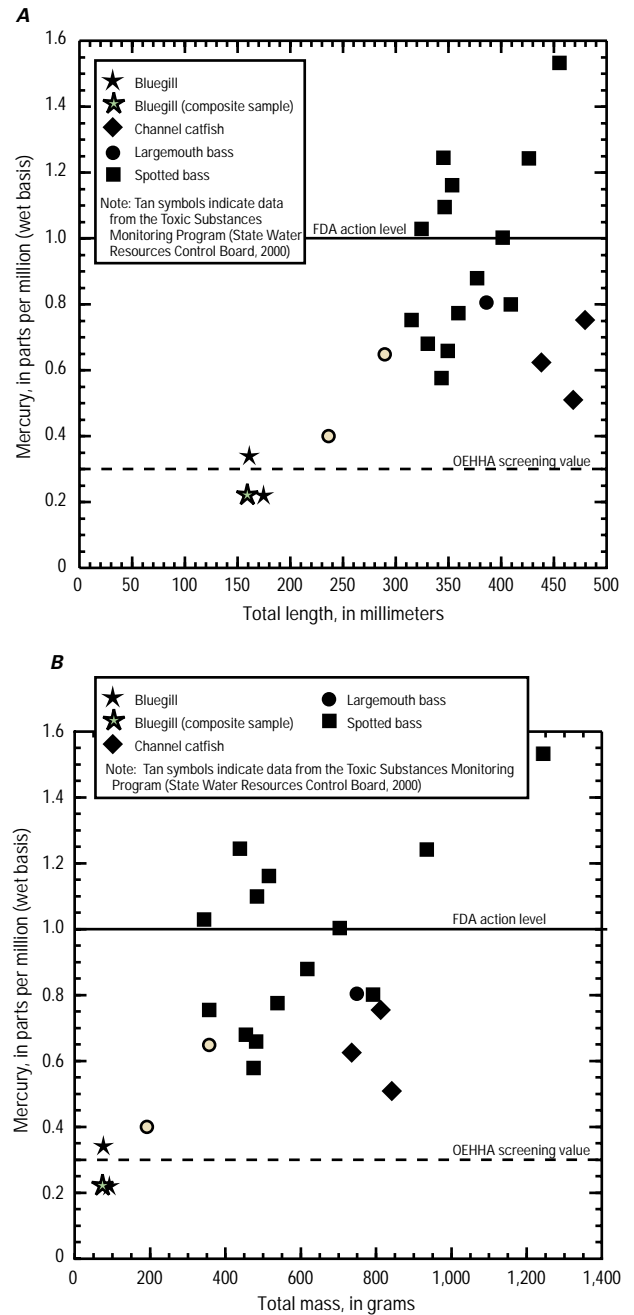 A
1.6
1.4
1.2
1.0
0.8
0.6
0.4
0.2
0
Mercury, in parts per million (wet basis)
Bluegill
Bluegill (composite sample)
Channel catfish
Largemouth bass
Spotted bass
Note: Tan symbols indicate data
from the Toxic Substances
Monitoring Program (State Water
Resources Control Board, 2000)
FDA action level
OEHHA screening value
0 50 100 150 200 250 300 350 400 450 500
Total length, in millimeters
B
Bluegill
Bluegill (composite sample)
Channel catfish
Largemouth bass
Spotted bass
Note: Tan symbols indicate data from the Toxic Substances Monitoring
Program (State Water Resources Control Board, 2000)
1.6
1.4
1.2
1.0
0.8
0.6
0.4
0.2
0
Mercury, in parts per million (wet basis)
FDA action level
OEHHA screening value
0 200 400 600 800 1,000 1,200 1,400
Total mass, in grams